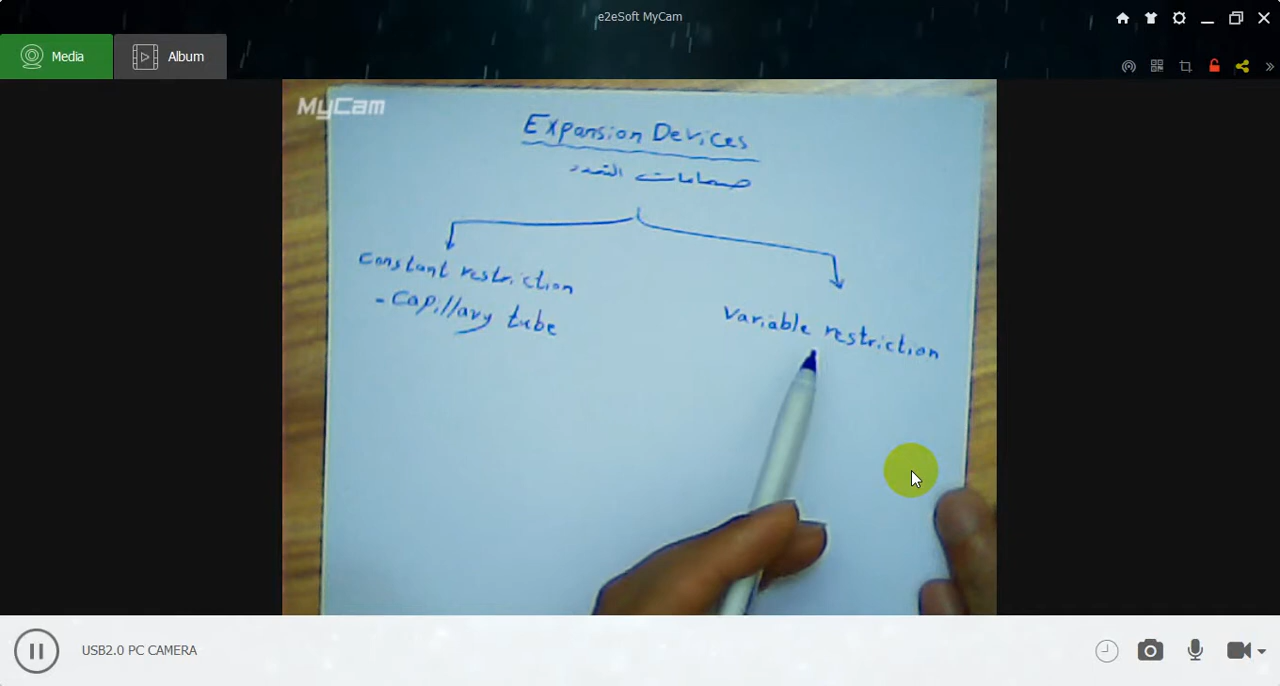 e2eSoft MyCam
Media
Album
MyCam
Expansion Devices
صمامات التمدد
Constant restriction
- Capillary tube
Variable restriction
USB2.0 PC CAMERA